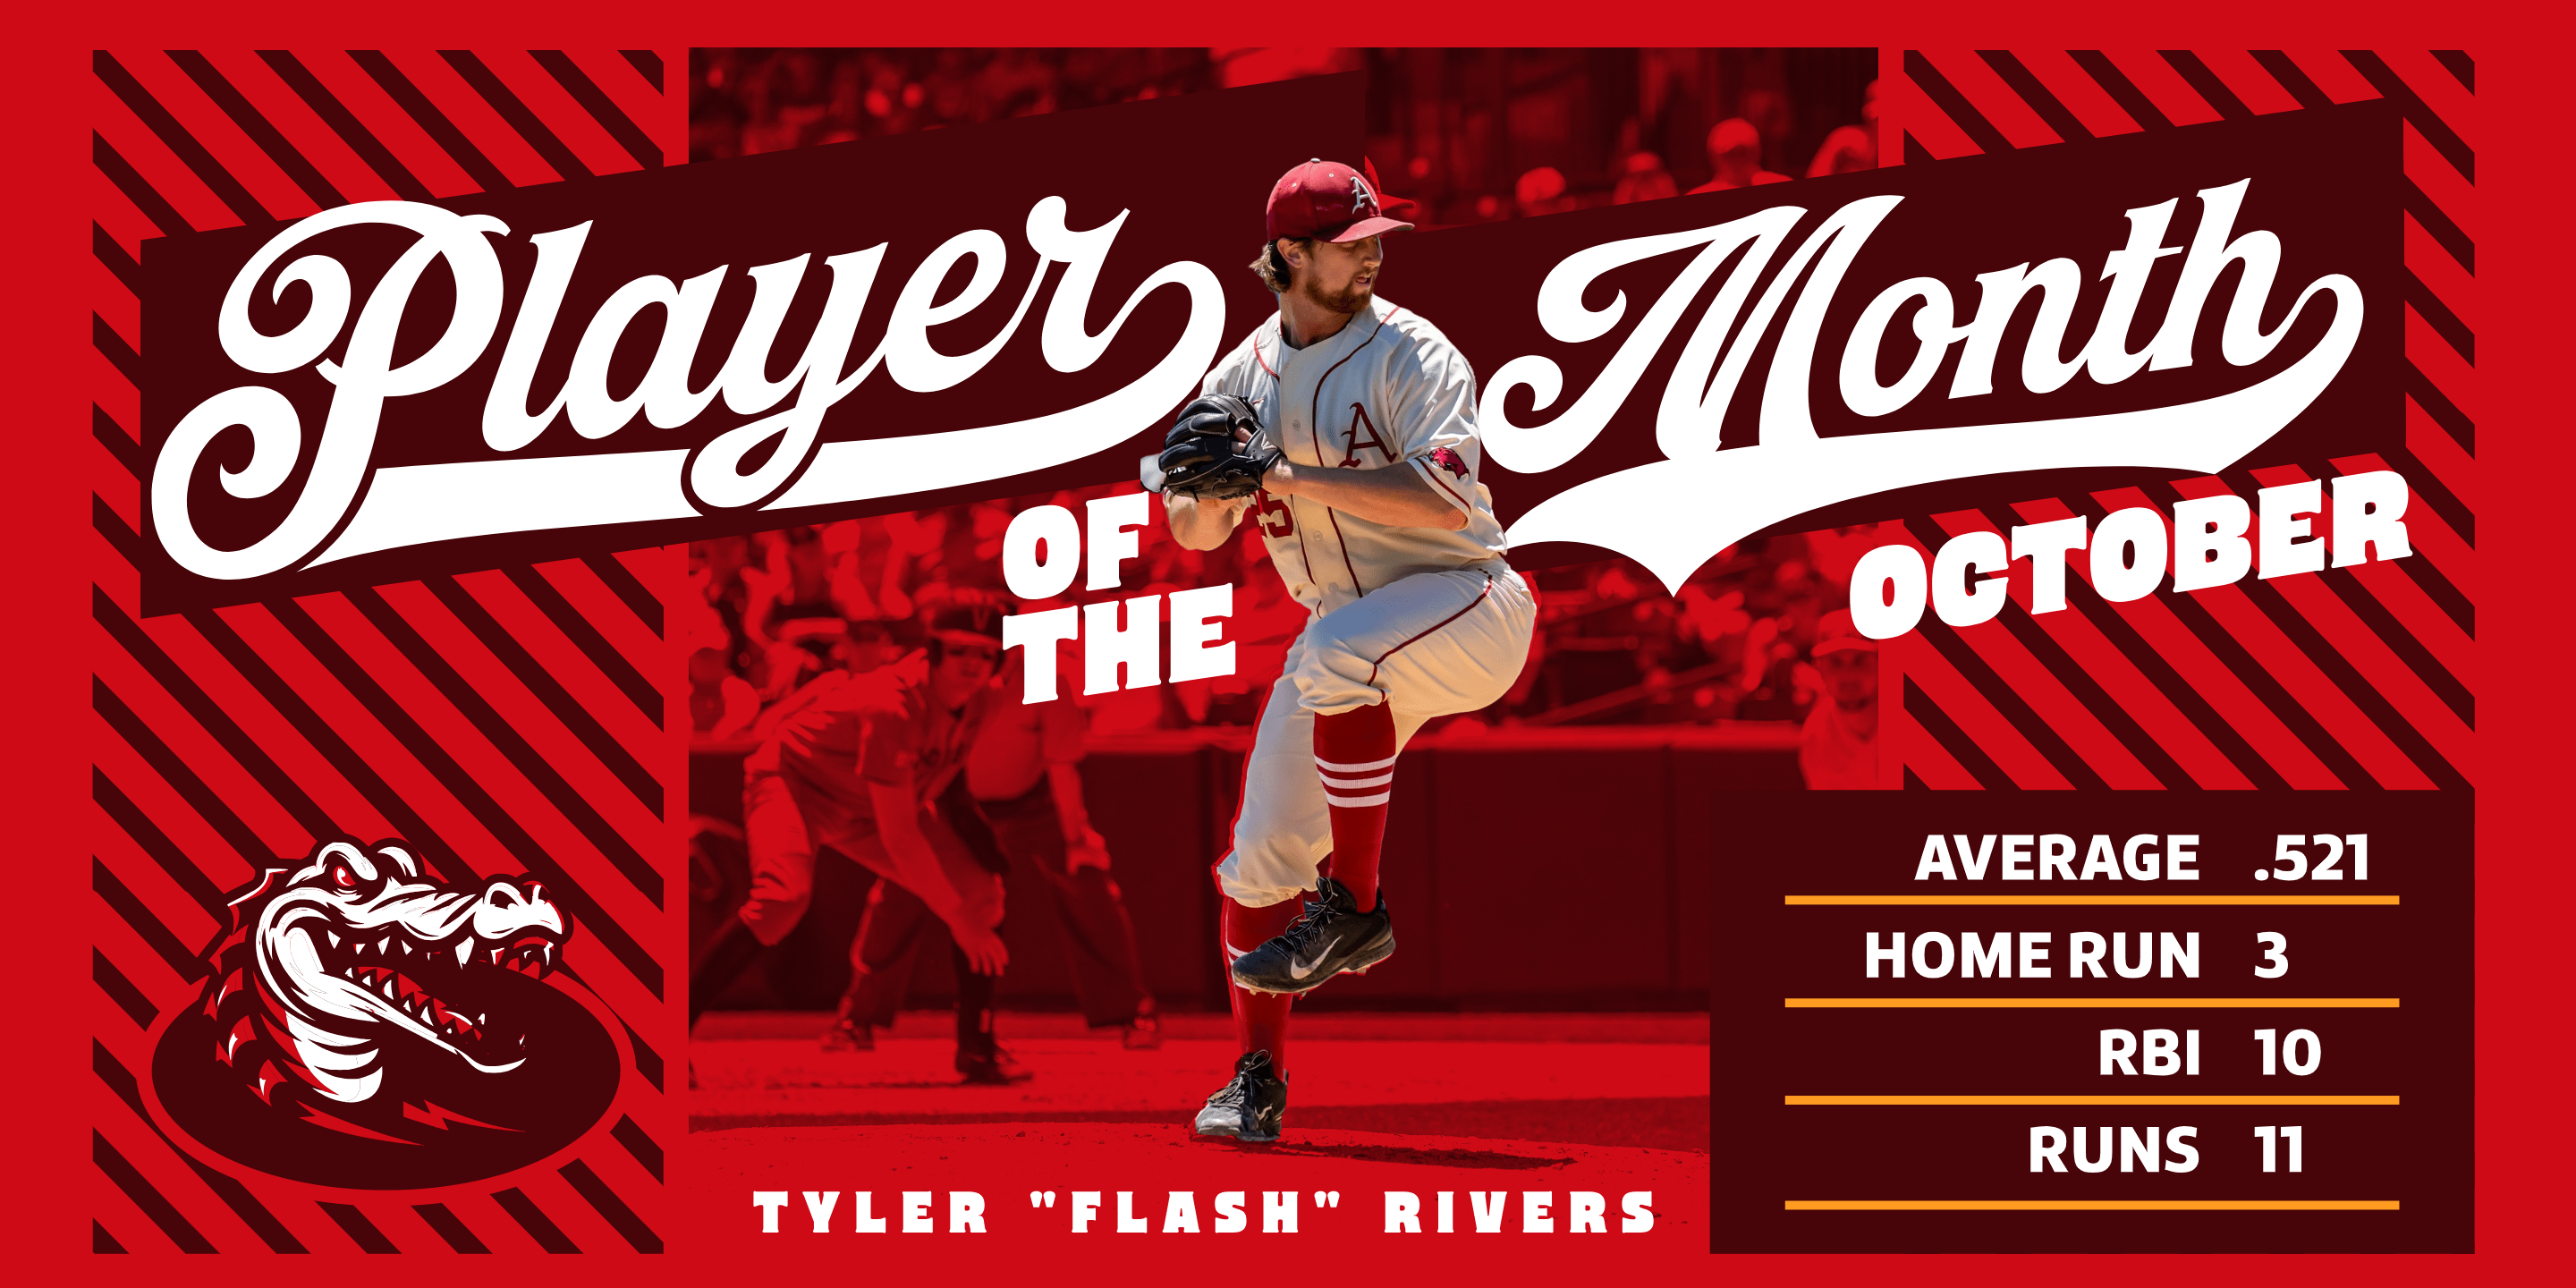 Player
OF
THE
Month
OCTOBER
A
A
AVERAGE .521
HOME RUN 3
RBI 10
RUNS 11
TYLER "FLASH" RIVERS